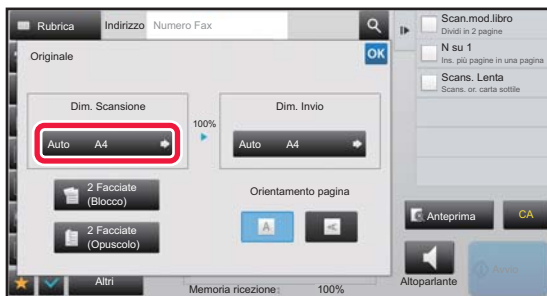 Rubrica
Indirizzo
Numero Fax
Originale
OK
Dim. Scansione
100%
Dim. Invio
Auto A4
Auto A4
2 Facciate
(Blocco)
2 Facciate
(Opuscolo)
Orientamento pagina
A
A
Altri
Memoria ricezione:
100%
Scan.mod.libro
Dividi in 2 pagine
N su 1
Ins. più pagine in una pagina
Scans. Lenta
Scans. or. carta sottile
Anteprima
CA
Altoparlante
Avvio